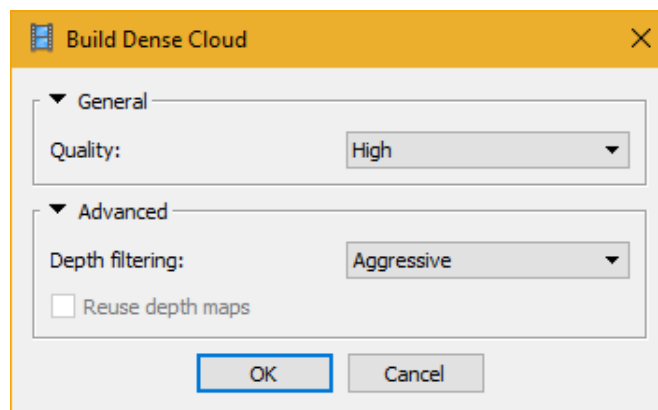 Build Dense Cloud
General
Quality: High
Advanced
Depth filtering: Aggressive
Reuse depth maps
OK Cancel